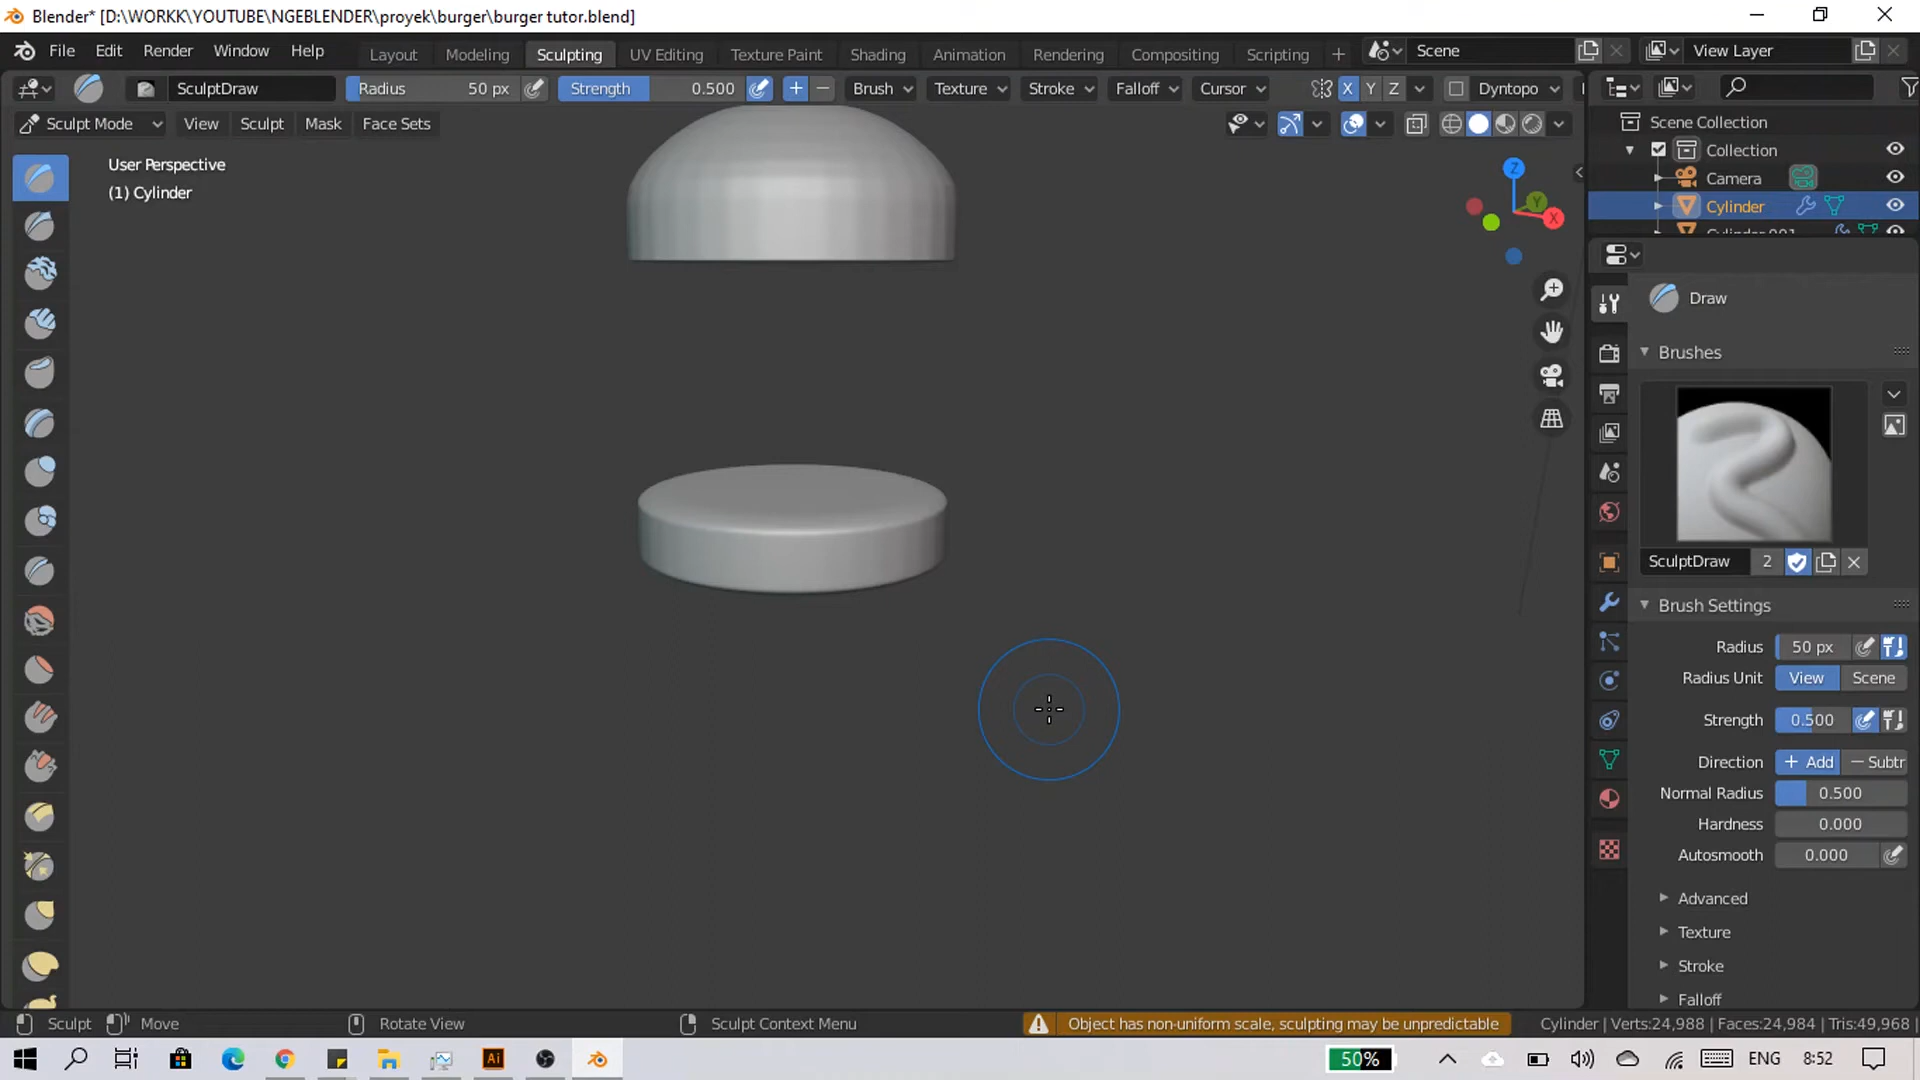 Blender* [D:\WORKK\YOUTUBE\NGEBLENDER\proyek\burger\burger tutor.blend]
File Edit Render Window Help Layout Modeling Sculpting UV Editing Texture Paint Shading Animation Rendering Compositing Scripting + Scene View Layer
SculptDraw Radius 50 px Strength 0.500 + − Brush Texture Stroke Falloff Cursor X Y Z Dyntopo
Sculpt Mode View Sculpt Mask Face Sets
User Perspective
(1) Cylinder
Z
Y
X
Scene Collection
Collection
Camera
Cylinder
Cylinder.001
Draw
Brushes
SculptDraw 2
Brush Settings
Radius 50 px
Radius Unit View Scene
Strength 0.500
Direction + Add − Subtr
Normal Radius 0.500
Hardness 0.000
Autosmooth 0.000
Advanced
Texture
Stroke
Falloff
Sculpt Move Rotate View Sculpt Context Menu Object has non-uniform scale, sculpting may be unpredictable Cylinder | Verts:24,988 | Faces:24,984 | Tris:49,968
Ai 50% ENG 8:52